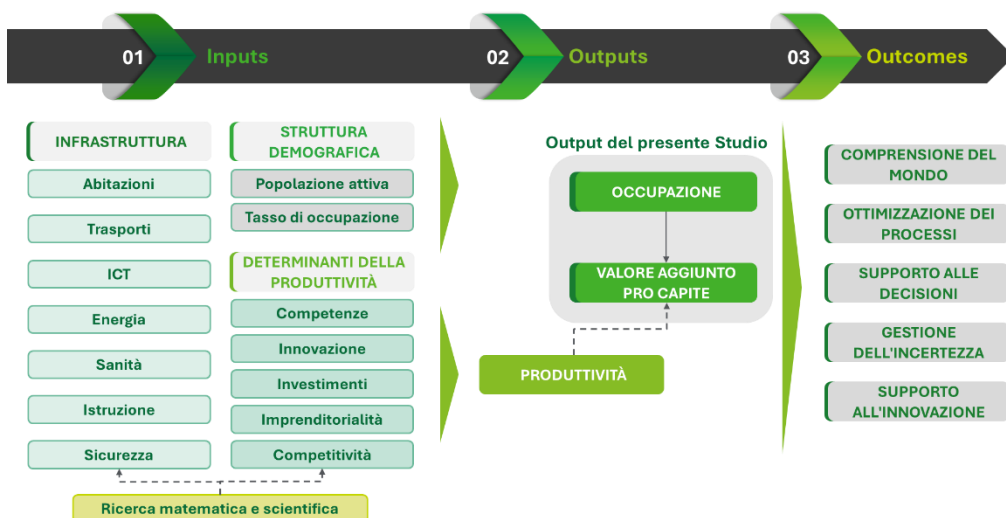 01
Inputs
02
Outputs
03
Outcomes
INFRASTRUTTURA
Abitazioni
Trasporti
ICT
Energia
Sanità
Istruzione
Sicurezza
STRUTTURA
DEMOGRAFICA
Popolazione attiva
Tasso di occupazione
DETERMINANTI DELLA
PRODUTTIVITÀ
Competenze
Innovazione
Investimenti
Imprenditorialità
Competitività
Ricerca matematica e scientifica
Output del presente Studio
OCCUPAZIONE
VALORE AGGIUNTO
PRO CAPITE
PRODUTTIVITÀ
COMPRENSIONE DEL
MONDO
OTTIMIZZAZIONE DEI
PROCESSI
SUPPORTO ALLE
DECISIONI
GESTIONE
DELL'INCERTEZZA
SUPPORTO
ALL'INNOVAZIONE